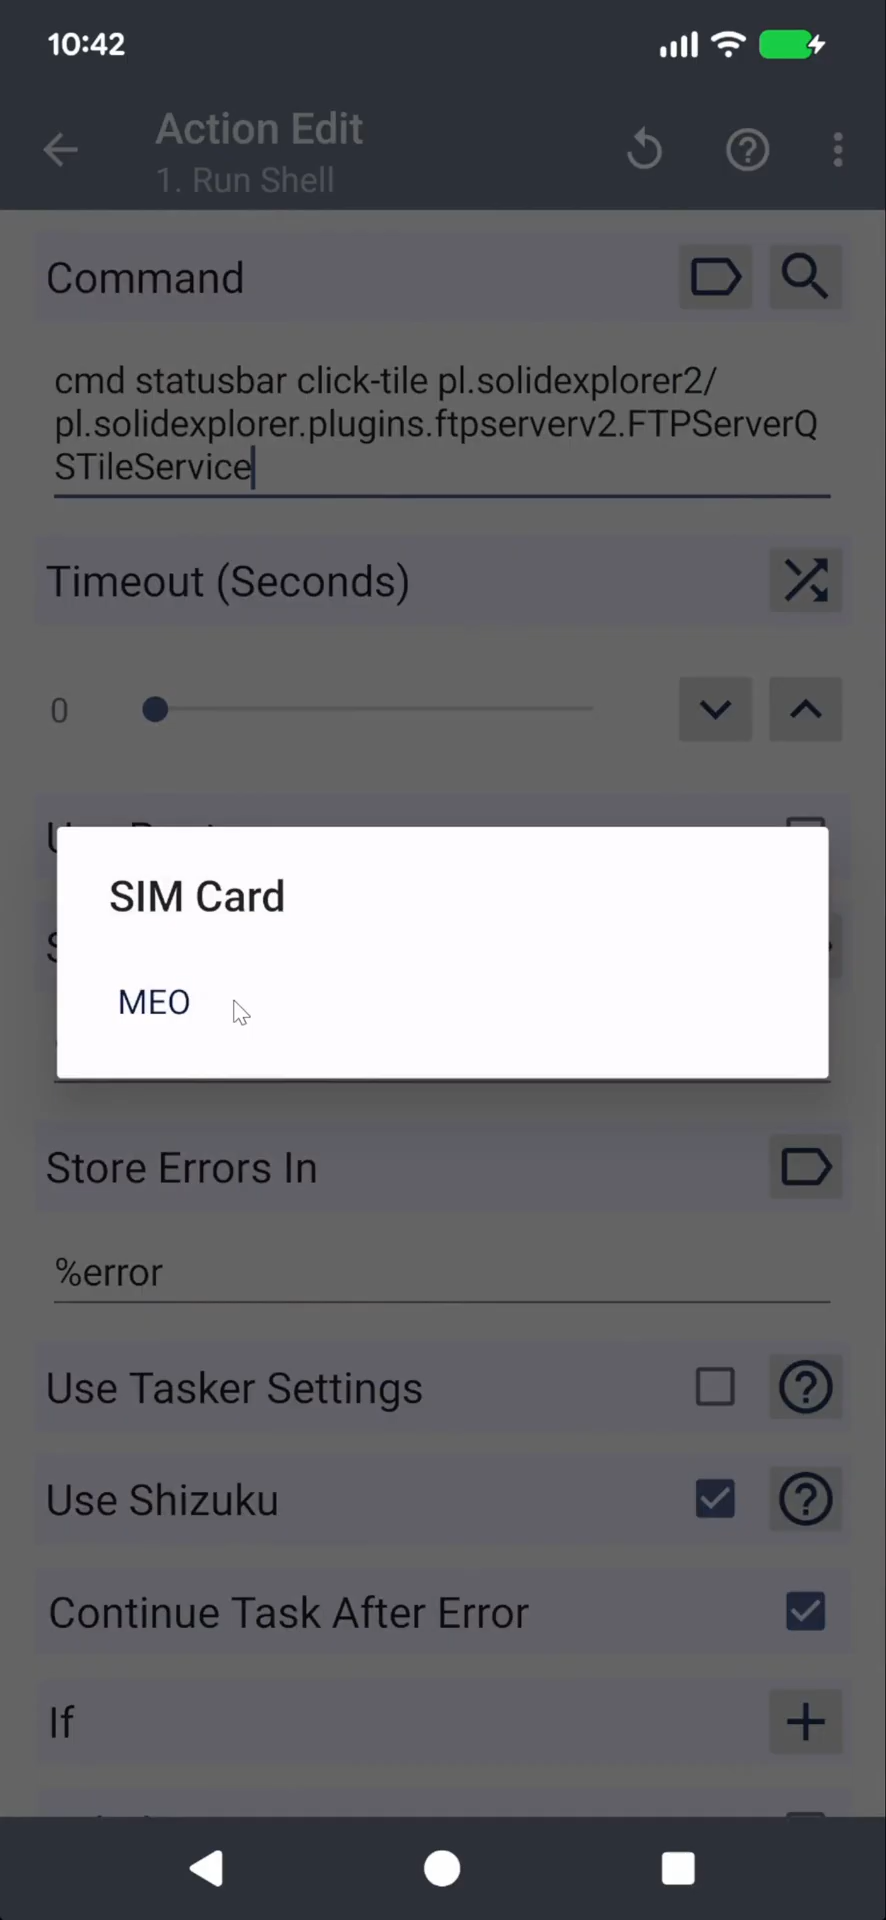 10:42
Action Edit
1. Run Shell
Command
cmd statusbar click-tile pl.solidexplorer2/
pl.solidexplorer.plugins.ftpserverv2.FTPServerQ
STileService
Timeout (Seconds)
0
SIM Card
MEO
Store Errors In
%error
Use Tasker Settings
Use Shizuku
Continue Task After Error
If